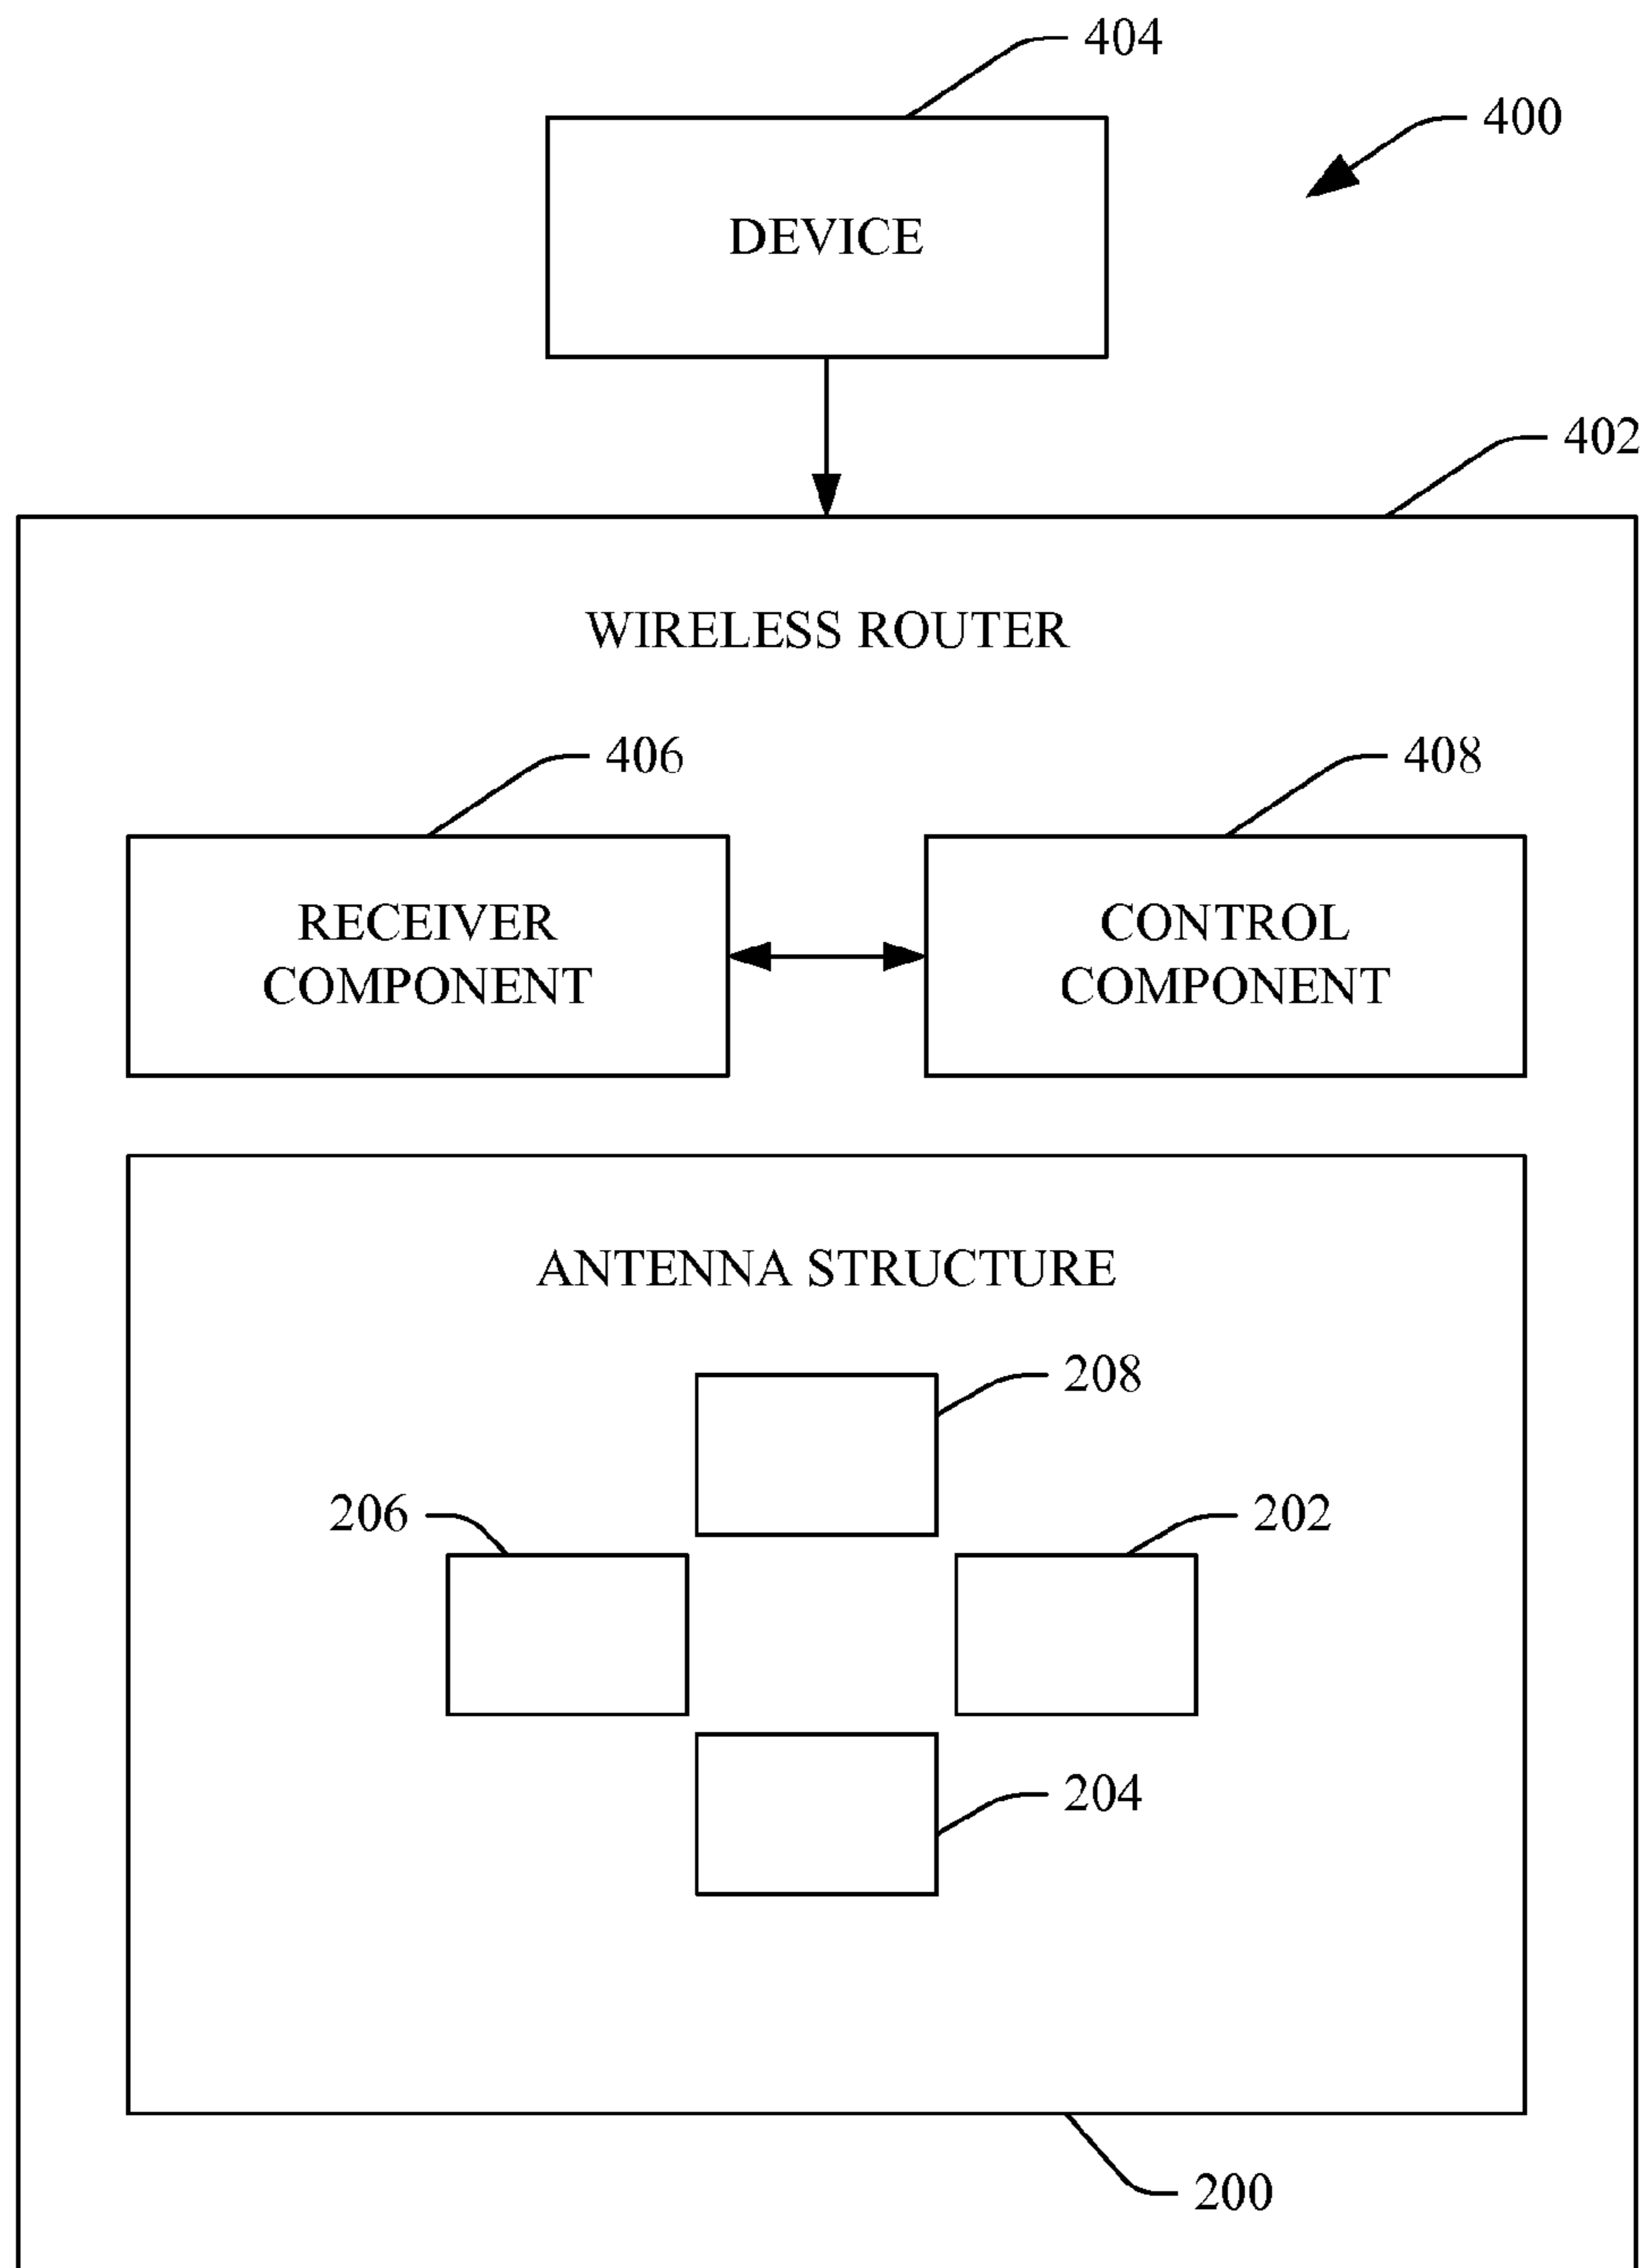 404
400
DEVICE
402
WIRELESS ROUTER
406
408
RECEIVER
COMPONENT
CONTROL
COMPONENT
ANTENNA STRUCTURE
208
206
202
204
200